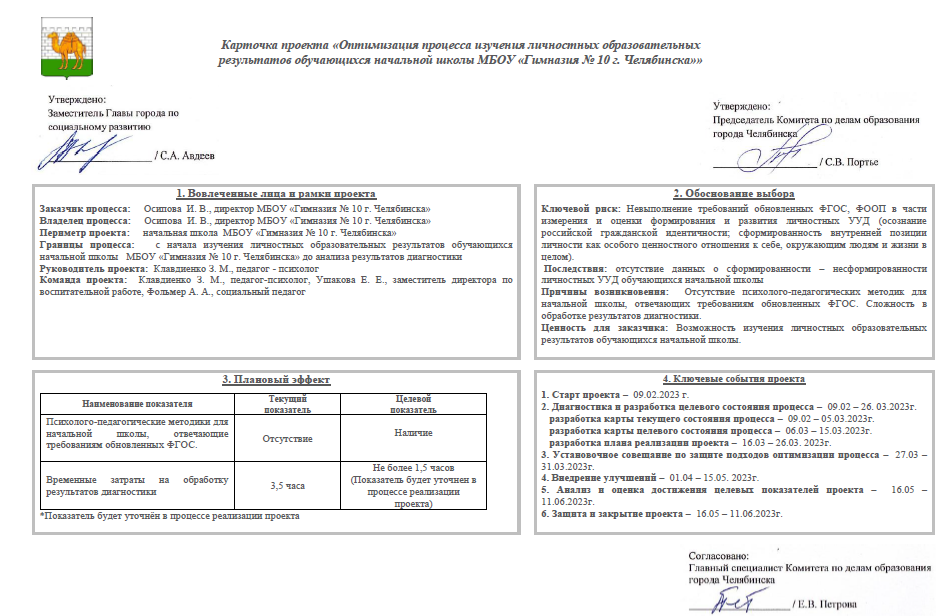 Карточка проекта «Оптимизация процесса изучения личностных образовательных
результатов обучающихся начальной школы МБОУ «Гимназия № 10 г. Челябинска»»
Утверждено:
Заместитель Главы города по
социальному развитию
/ С.А. Авдеев
Утверждено:
Председатель Комитета по делам образования
города Челябинска
/ С.В. Портье
1. Вовлеченные лица и рамки проекта
Заказчик процесса: Осипова И. В., директор МБОУ «Гимназия № 10 г. Челябинска»
Владелец процесса: Осипова И. В., директор МБОУ «Гимназия № 10 г. Челябинска»
Периметр проекта: начальная школа МБОУ «Гимназия № 10 г. Челябинска»
Границы процесса: с начала изучения личностных образовательных результатов обучающихся
начальной школы МБОУ «Гимназия № 10 г. Челябинска» до анализа результатов диагностики
Руководитель проекта: Клавдиенко З. М., педагог - психолог
Команда проекта: Клавдиенко З. М., педагог-психолог, Ушакова Е. Е., заместитель директора по
воспитательной работе, Фольмер А. А., социальный педагог
2. Обоснование выбора
Ключевой риск: Невыполнение требований обновленных ФГОС, ФООП в части
измерения и оценки формирования и развития личностных УУД (осознание
российской гражданской идентичности; сформированность внутренней позиции
личности как особого ценностного отношения к себе, окружающим людям и жизни в
целом).
Последствия: отсутствие данных о сформированности – несформированности
личностных УУД обучающихся начальной школы
Причины возникновения: Отсутствие психолого-педагогических методик для
начальной школы, отвечающих требованиям обновленных ФГОС. Сложность в
обработке результатов диагностики.
Ценность для заказчика: Возможность изучения личностных образовательных
результатов обучающихся начальной школы.
3. Плановый эффект
Наименование показателя
Текущий
показатель
Целевой
показатель
Психолого-педагогические методики для
начальной школы, отвечающие
требованиям обновленных ФГОС.
Отсутствие
Наличие
Временные затраты на обработку
результатов диагностики
3,5 часа
Не более 1,5 часов
(Показатель будет уточнен в
процессе реализации
проекта)
*Показатель будет уточнён в процессе реализации проекта
4. Ключевые события проекта
1. Старт проекта – 09.02.2023 г.
2. Диагностика и разработка целевого состояния процесса – 09.02 – 26. 03.2023г.
разработка карты текущего состояния процесса – 09.02 – 05.03.2023г.
разработка карты целевого состояния процесса – 06.03 – 15.03.2023г.
разработка плана реализации проекта – 16.03 – 26.03. 2023г.
3. Установочное совещание по защите подходов оптимизации процесса – 27.03 –
31.03.2023г.
4. Внедрение улучшений – 01.04 – 15.05. 2023г.
5. Анализ и оценка достижения целевых показателей проекта – 16.05 –
11.06.2023г.
6. Защита и закрытие проекта – 16.05 – 11.06.2023г.
Согласовано:
Главный специалист Комитета по делам образования
города Челябинска
/ Е.В. Петрова